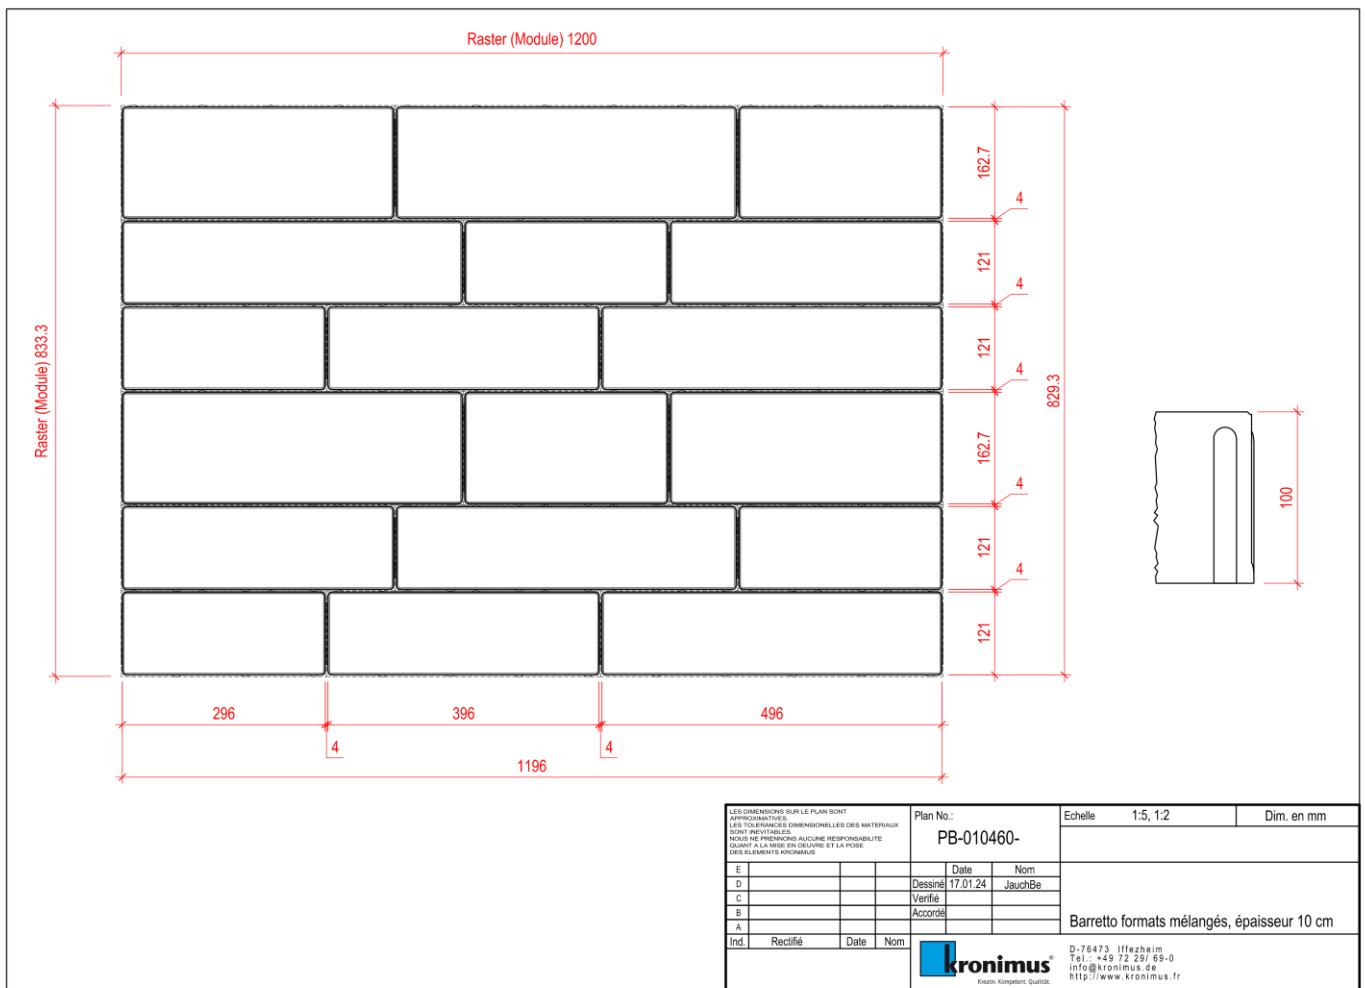 Raster (Module) 1200
Raster (Module) 833.3
162.7
4
121
4
121
4
162.7
4
121
4
121
829.3
100
296
396
496
4
4
1196
LES DIMENSIONS SUR LE PLAN SONT
APPROXIMATIVES.
LES TOLERANCES DIMENSIONELLES DES MATERIAUX
SONT INEVITABLES.
NOUS NE PRENONS AUCUNE RESPONSABILITE
QUANT A LA MISE EN OEUVRE ET LA POSE
DES ELEMENTS KRONIMUS
Plan No.:
PB-010460-
Echelle 1:5, 1:2
Dim. en mm
E
D
C
B
A
Ind. Rectifié Date Nom
Date Nom
Dessiné 17.01.24 JauchBe
Verifié
Accordé
Barretto formats mélangés, épaisseur 10 cm
kronimus®
Kreativ. Kompetent. Qualität.
D-76473 Iffezheim
Tel.: +49 72 29/ 69-0
info@kronimus.de
http://www.kronimus.fr